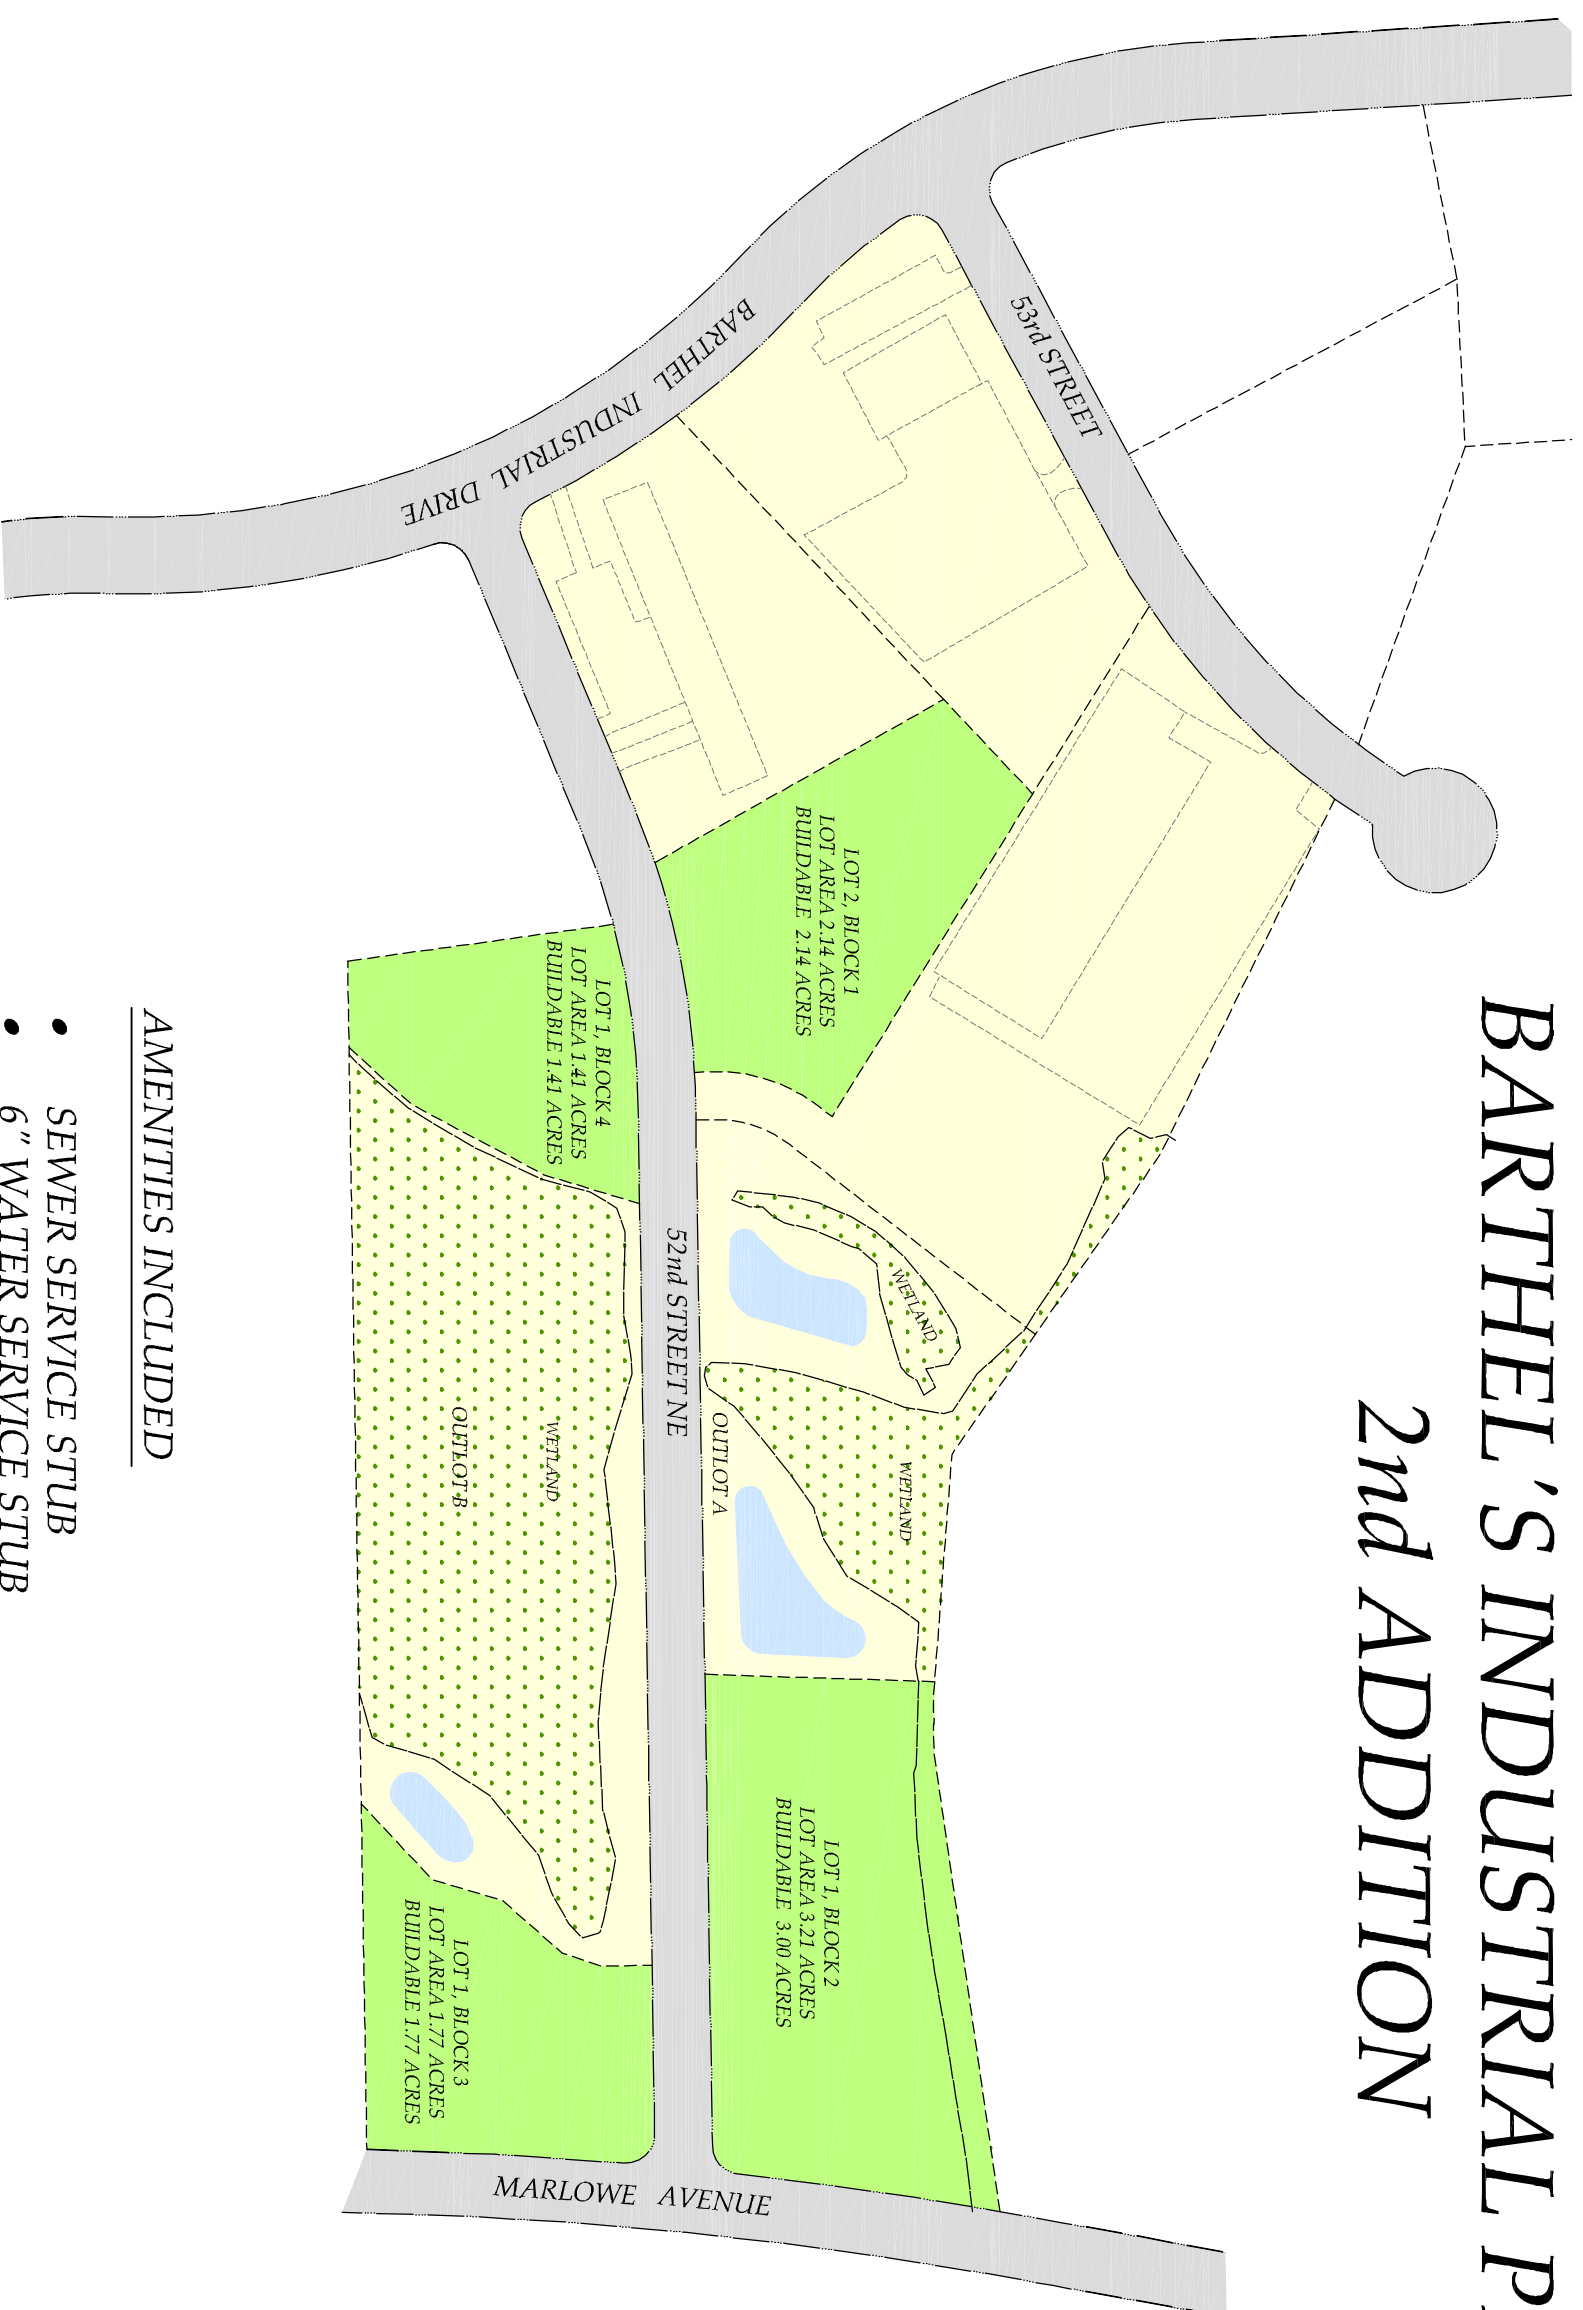 BARTHEL'S INDUSTRIAL P
2nd ADDITION
53rd STREET
BARTHEL INDUSTRIAL DRIVE
LOT 2, BLOCK 1
LOT AREA 2.14 ACRES
BUILDABLE 2.14 ACRES
LOT 1, BLOCK 4
LOT AREA 1.41 ACRES
BUILDABLE 1.41 ACRES
WETLAND
52nd STREET NE
OUTLOT A
WETLAND
WETLAND
OUTLOT B
LOT 1, BLOCK 2
LOT AREA 3.21 ACRES
BUILDABLE 3.00 ACRES
LOT 1, BLOCK 3
LOT AREA 1.77 ACRES
BUILDABLE 1.77 ACRES
MARLOWE AVENUE
AMENITIES INCLUDED
• SEWER SERVICE STUB
• 6" WATER SERVICE STUB